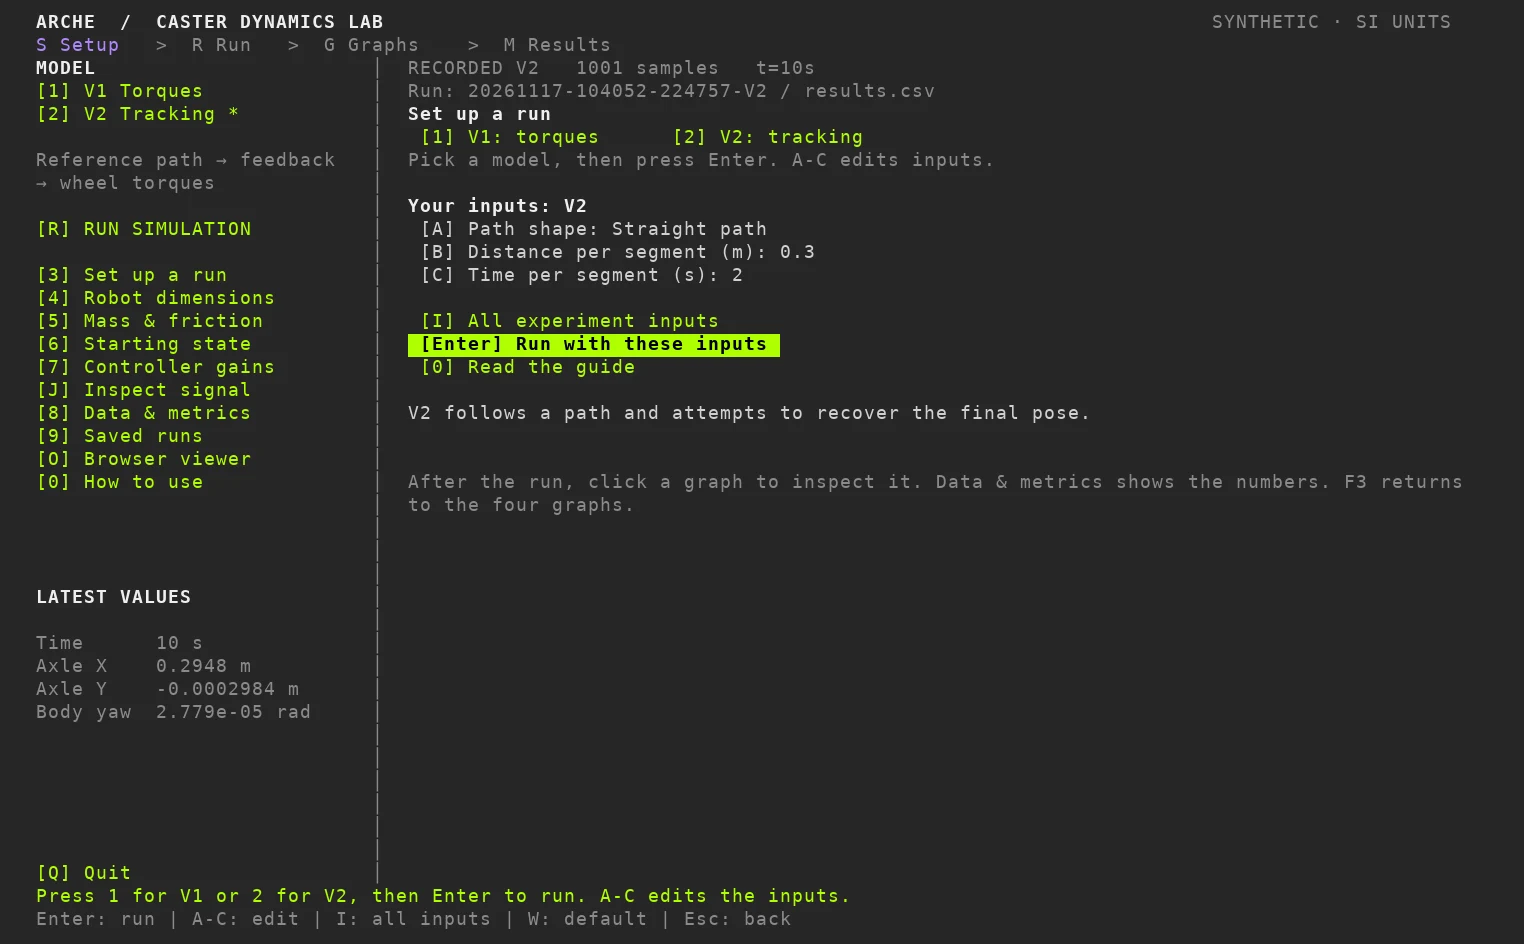 ARCHE / CASTER DYNAMICS LAB SYNTHETIC · SI UNITS
S Setup > R Run > G Graphs > M Results
MODEL
[1] V1 Torques
[2] V2 Tracking *
Reference path → feedback
→ wheel torques
[R] RUN SIMULATION
[3] Set up a run
[4] Robot dimensions
[5] Mass & friction
[6] Starting state
[7] Controller gains
[J] Inspect signal
[8] Data & metrics
[9] Saved runs
[O] Browser viewer
[0] How to use
LATEST VALUES
Time 10 s
Axle X 0.2948 m
Axle Y -0.0002984 m
Body yaw 2.779e-05 rad
[Q] Quit
RECORDED V2 1001 samples t=10s
Run: 20261117-104052-224757-V2 / results.csv
Set up a run
[1] V1: torques [2] V2: tracking
Pick a model, then press Enter. A-C edits inputs.
Your inputs: V2
[A] Path shape: Straight path
[B] Distance per segment (m): 0.3
[C] Time per segment (s): 2
[I] All experiment inputs
[Enter] Run with these inputs
[0] Read the guide
V2 follows a path and attempts to recover the final pose.
After the run, click a graph to inspect it. Data & metrics shows the numbers. F3 returns
to the four graphs.
Press 1 for V1 or 2 for V2, then Enter to run. A-C edits the inputs.
Enter: run | A-C: edit | I: all inputs | W: default | Esc: back